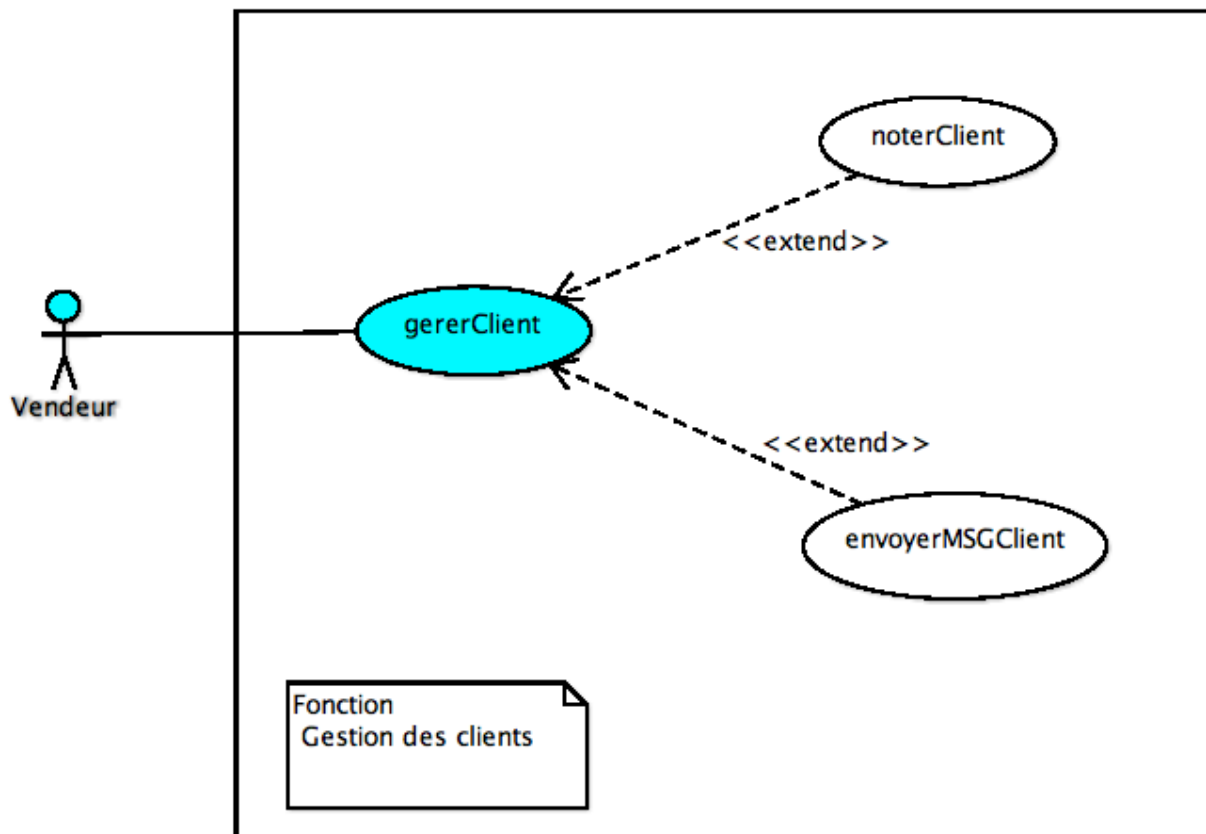 noterClient
<<extend>>
gererClient
Vendeur
<<extend>>
envoyerMSGClient
Fonction
Gestion des clients